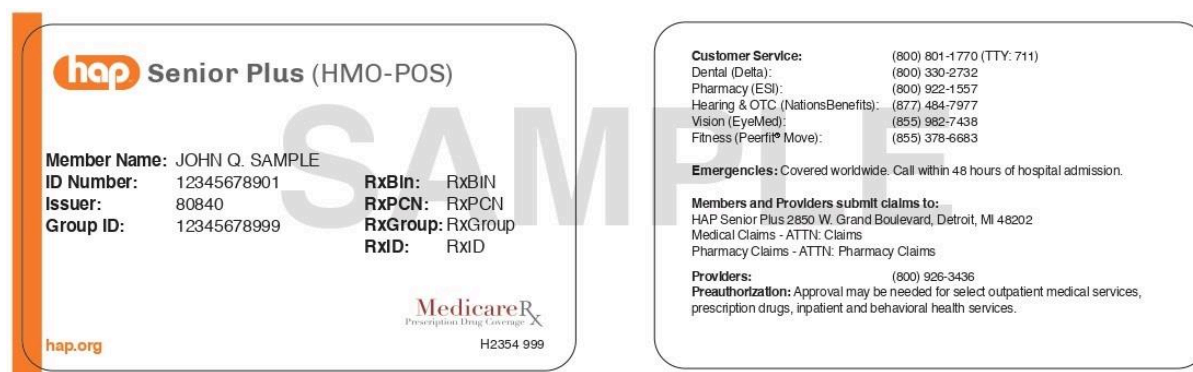 hap Senior Plus (HMO-POS)
SAMPLE
Member Name: JOHN Q. SAMPLE
ID Number: 12345678901 RxBin: RxBIN
Issuer: 80840 RxPCN: RxPCN
Group ID: 12345678999 RxGroup: RxGroup
RxID: RxID
MedicareRx
Prescription Drug Coverage
hap.org H2354 999
Customer Service: (800) 801-1770 (TTY: 711)
Dental (Delta): (800) 330-2732
Pharmacy (ESI): (800) 922-1557
Hearing & OTC (NationsBenefits): (877) 484-7977
Vision (EyeMed): (855) 982-7438
Fitness (Peerfit® Move): (855) 378-6683
Emergencies: Covered worldwide. Call within 48 hours of hospital admission.
Members and Providers submit claims to:
HAP Senior Plus 2850 W. Grand Boulevard, Detroit, MI 48202
Medical Claims - ATTN: Claims
Pharmacy Claims - ATTN: Pharmacy Claims
Providers: (800) 926-3436
Preauthorization: Approval may be needed for select outpatient medical services,
prescription drugs, inpatient and behavioral health services.